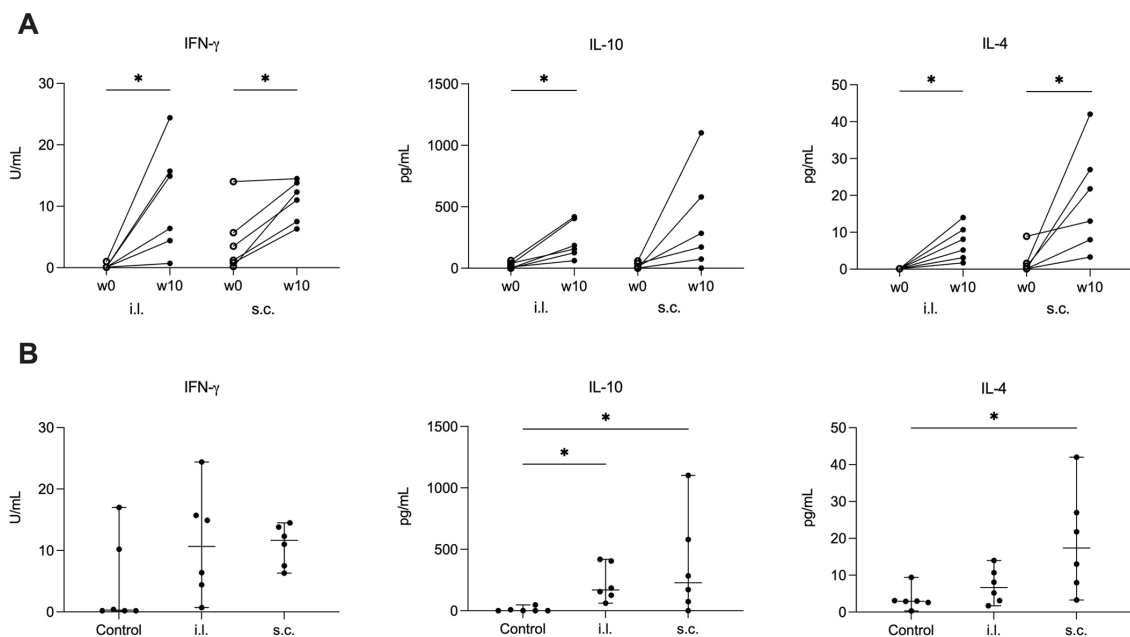 A
IFN-γ
IL-10
IL-4
* *
*
* *
U/mL
30
20
10
0
w0 w10 w0 w10
i.l. s.c.
pg/mL
1500
1000
500
0
w0 w10 w0 w10
i.l. s.c.
pg/mL
50
40
30
20
10
0
w0 w10 w0 w10
i.l. s.c.
B
IFN-γ
IL-10
IL-4
*
*
*
U/mL
30
20
10
0
Control i.l. s.c.
pg/mL
1500
1000
500
0
Control i.l. s.c.
pg/mL
50
40
30
20
10
0
Control i.l. s.c.